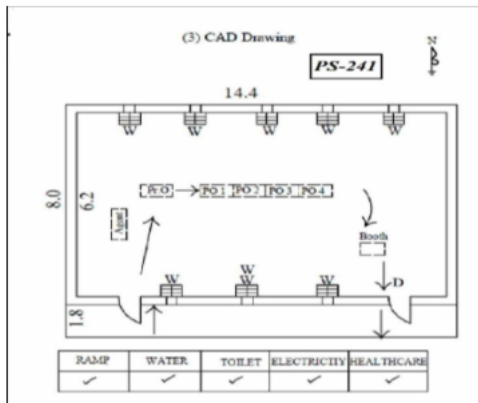 (3) CAD Drawing
N
PS-241
14.4
W W W W W
8.0
6.2
PrO PO 1 PO 2 PO 3 PO 4
Agent
Booth
W
W W W
D
1.8
RAMP WATER TOILET ELECTRICITY HEALTHCARE
✓ ✓ ✓ ✓ ✓